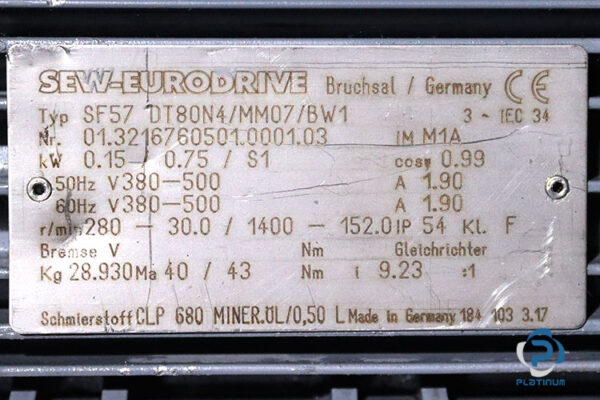 SEW-EURODRIVE Bruchsal / Germany CE
Typ SF57 DT80N4/MM07/BW1 3 ~ IEC 34
Nr. 01.3216760501.0001.03 IM M1A
kW 0.15 - 0.75 / S1 cosφ 0.99
50Hz V 380-500 A 1.90
60Hz V 380-500 A 1.90
r/min 280 - 30.0 / 1400 - 152.0 IP 54 Kl. F
Bremse V Nm Gleichrichter
Kg 28.930 Ma 40 / 43 Nm i 9.23 :1
Schmierstoff CLP 680 MINER.ÖL/0,50 L Made in Germany 184 103 3.17
PLATINUM